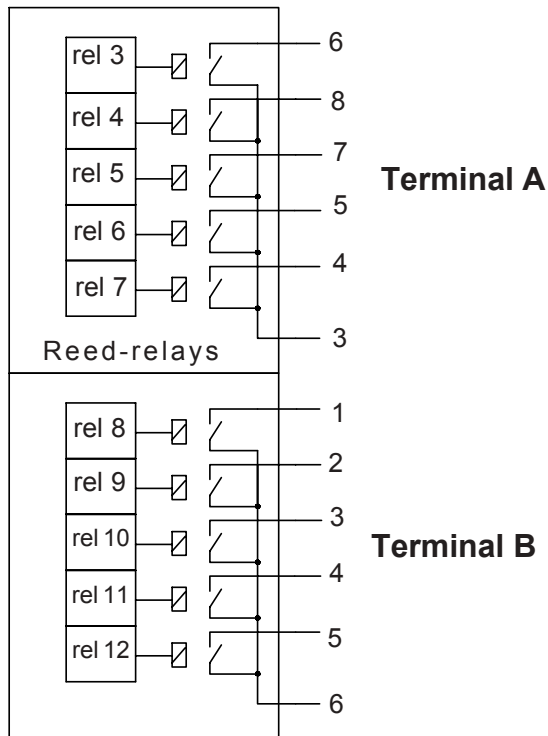 rel 3 6
rel 4 8
rel 5 7
Terminal A
rel 6 5
rel 7 4
3
Reed-relays
rel 8 1
rel 9 2
rel 10 3
Terminal B
rel 11 4
rel 12 5
6